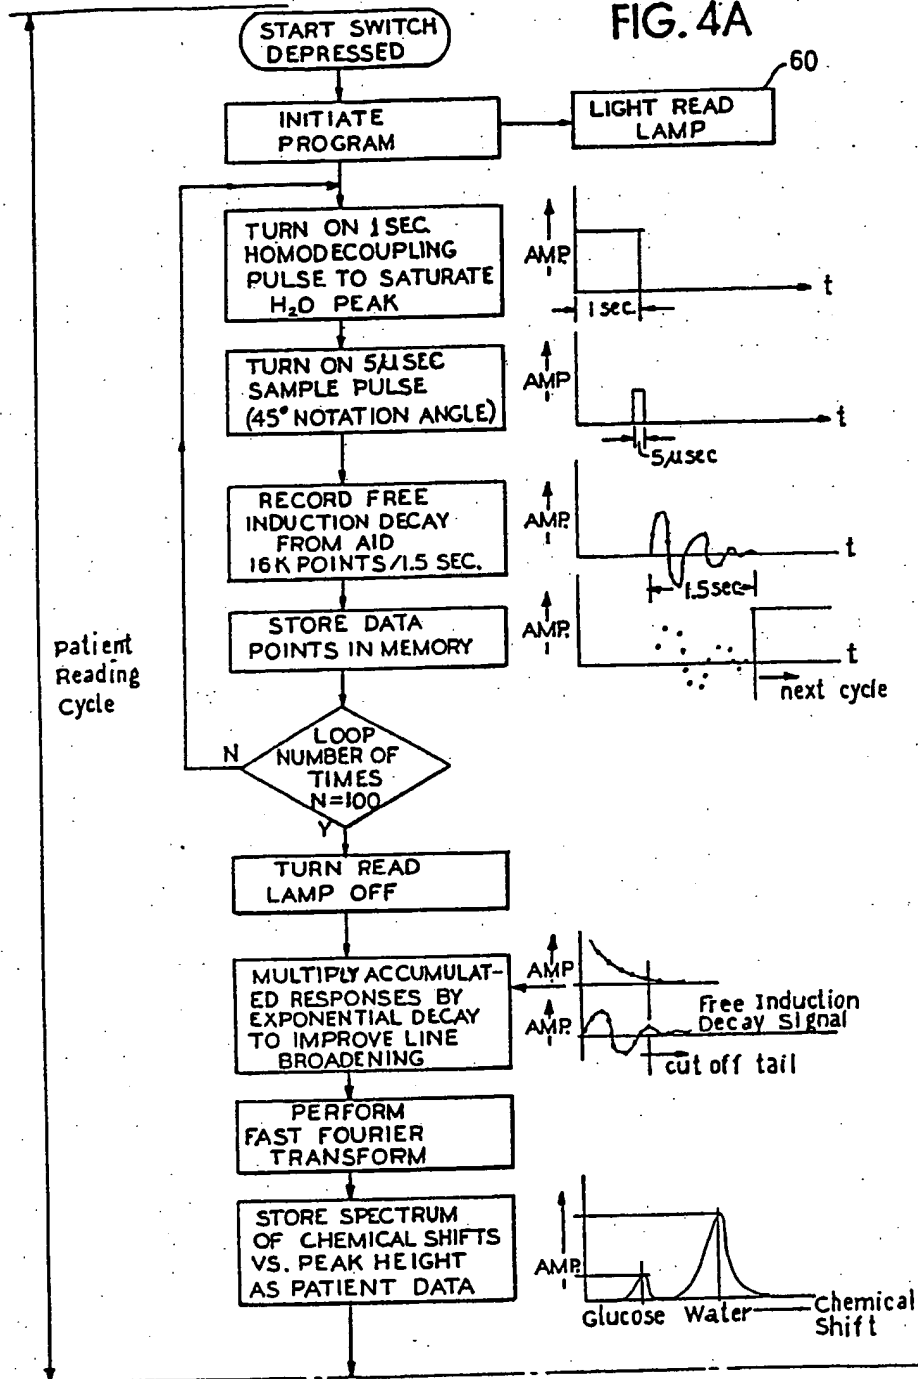 FIG. 4A
START SWITCH
DEPRESSED
INITIATE
PROGRAM
60
LIGHT READ
LAMP
TURN ON 1 SEC.
HOMODECOUPLING
PULSE TO SATURATE
H₂O PEAK
AMP.
t
1 sec.
TURN ON 5µSEC
SAMPLE PULSE
(45° NOTATION ANGLE)
AMP
t
5µsec
RECORD FREE
INDUCTION DECAY
FROM AID
16K POINTS/1.5 SEC.
AMP.
t
1.5sec
STORE DATA
POINTS IN MEMORY
AMP.
t
next cycle
Patient
Reading
Cycle
N
LOOP
NUMBER OF
TIMES
N=100
Y
TURN READ
LAMP OFF
MULTIPLY ACCUMULAT-
ED RESPONSES BY
EXPONENTIAL DECAY
TO IMPROVE LINE
BROADENING
AMP
AMP.
Free Induction
Decay Signal
cut off tail
PERFORM
FAST FOURIER
TRANSFORM
STORE SPECTRUM
OF CHEMICAL SHIFTS
VS. PEAK HEIGHT
AS PATIENT DATA
AMP.
Glucose Water Chemical
Shift